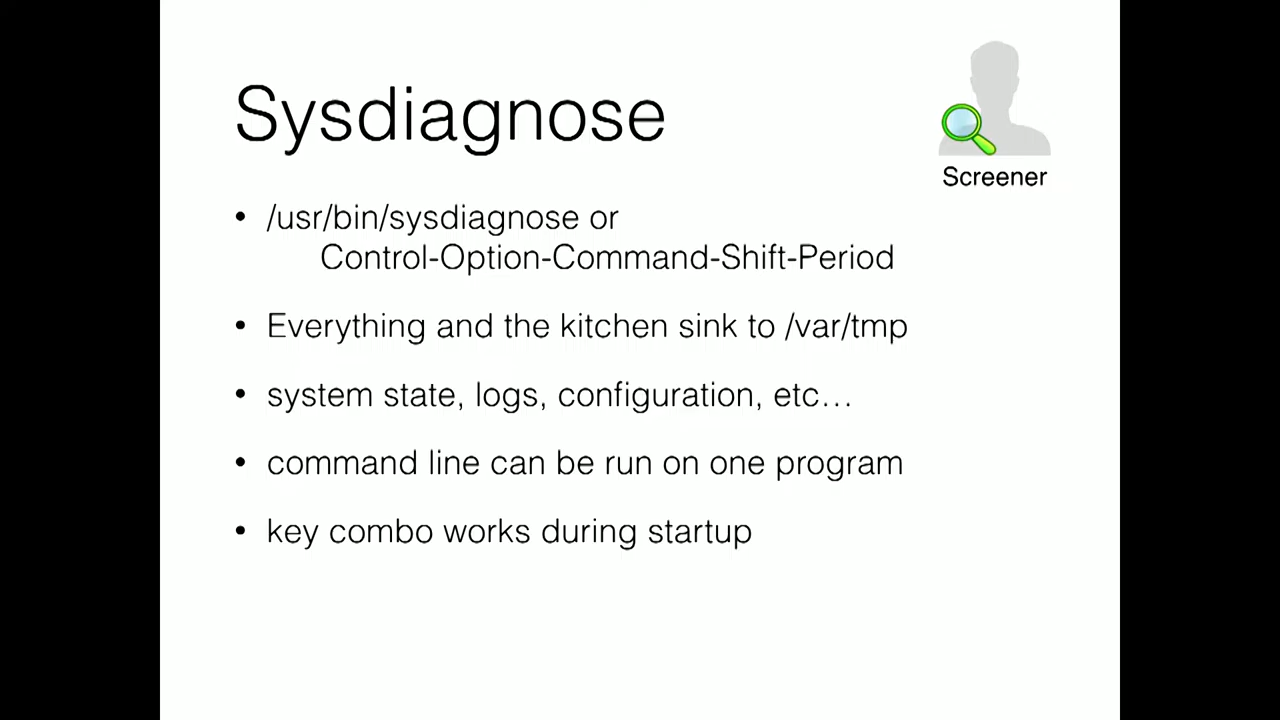 Sysdiagnose
Screener
• /usr/bin/sysdiagnose or
Control-Option-Command-Shift-Period
• Everything and the kitchen sink to /var/tmp
• system state, logs, configuration, etc…
• command line can be run on one program
• key combo works during startup